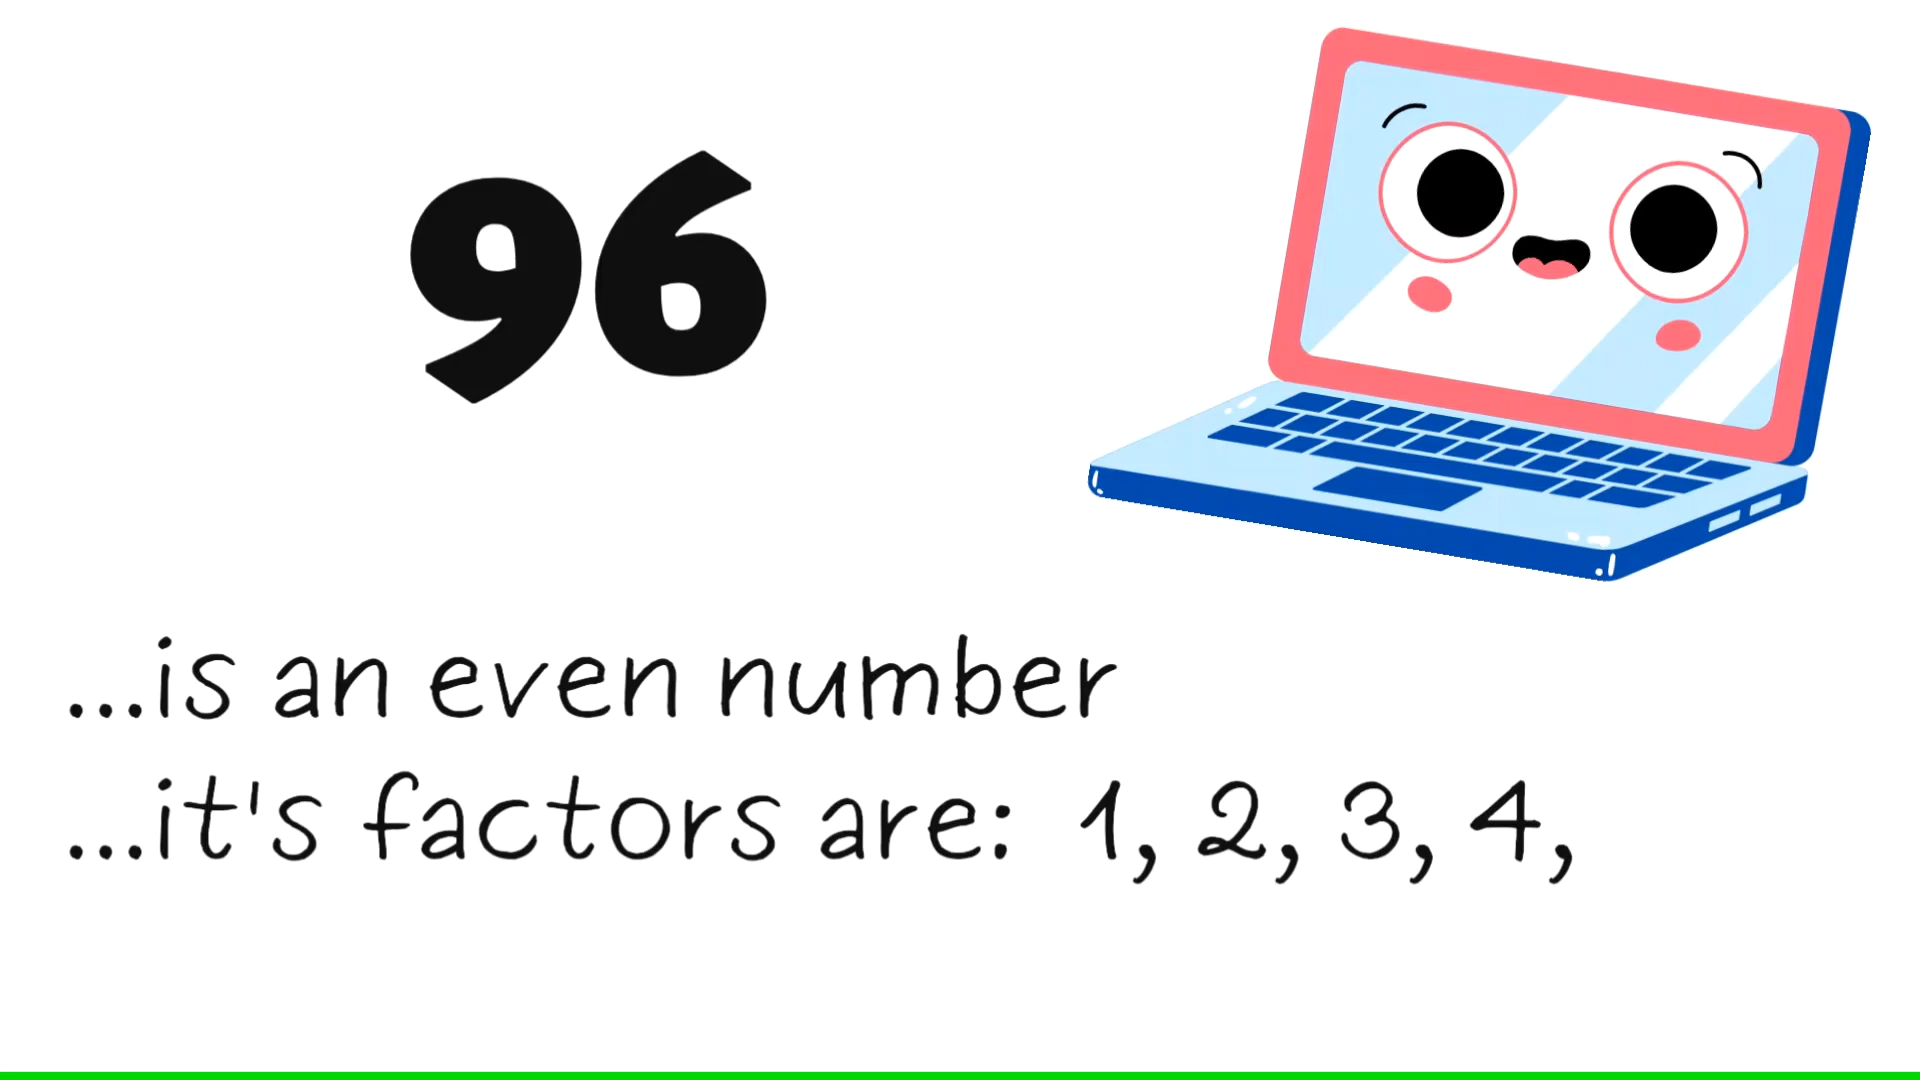 96
...is an even number
...it's factors are: 1, 2, 3, 4,